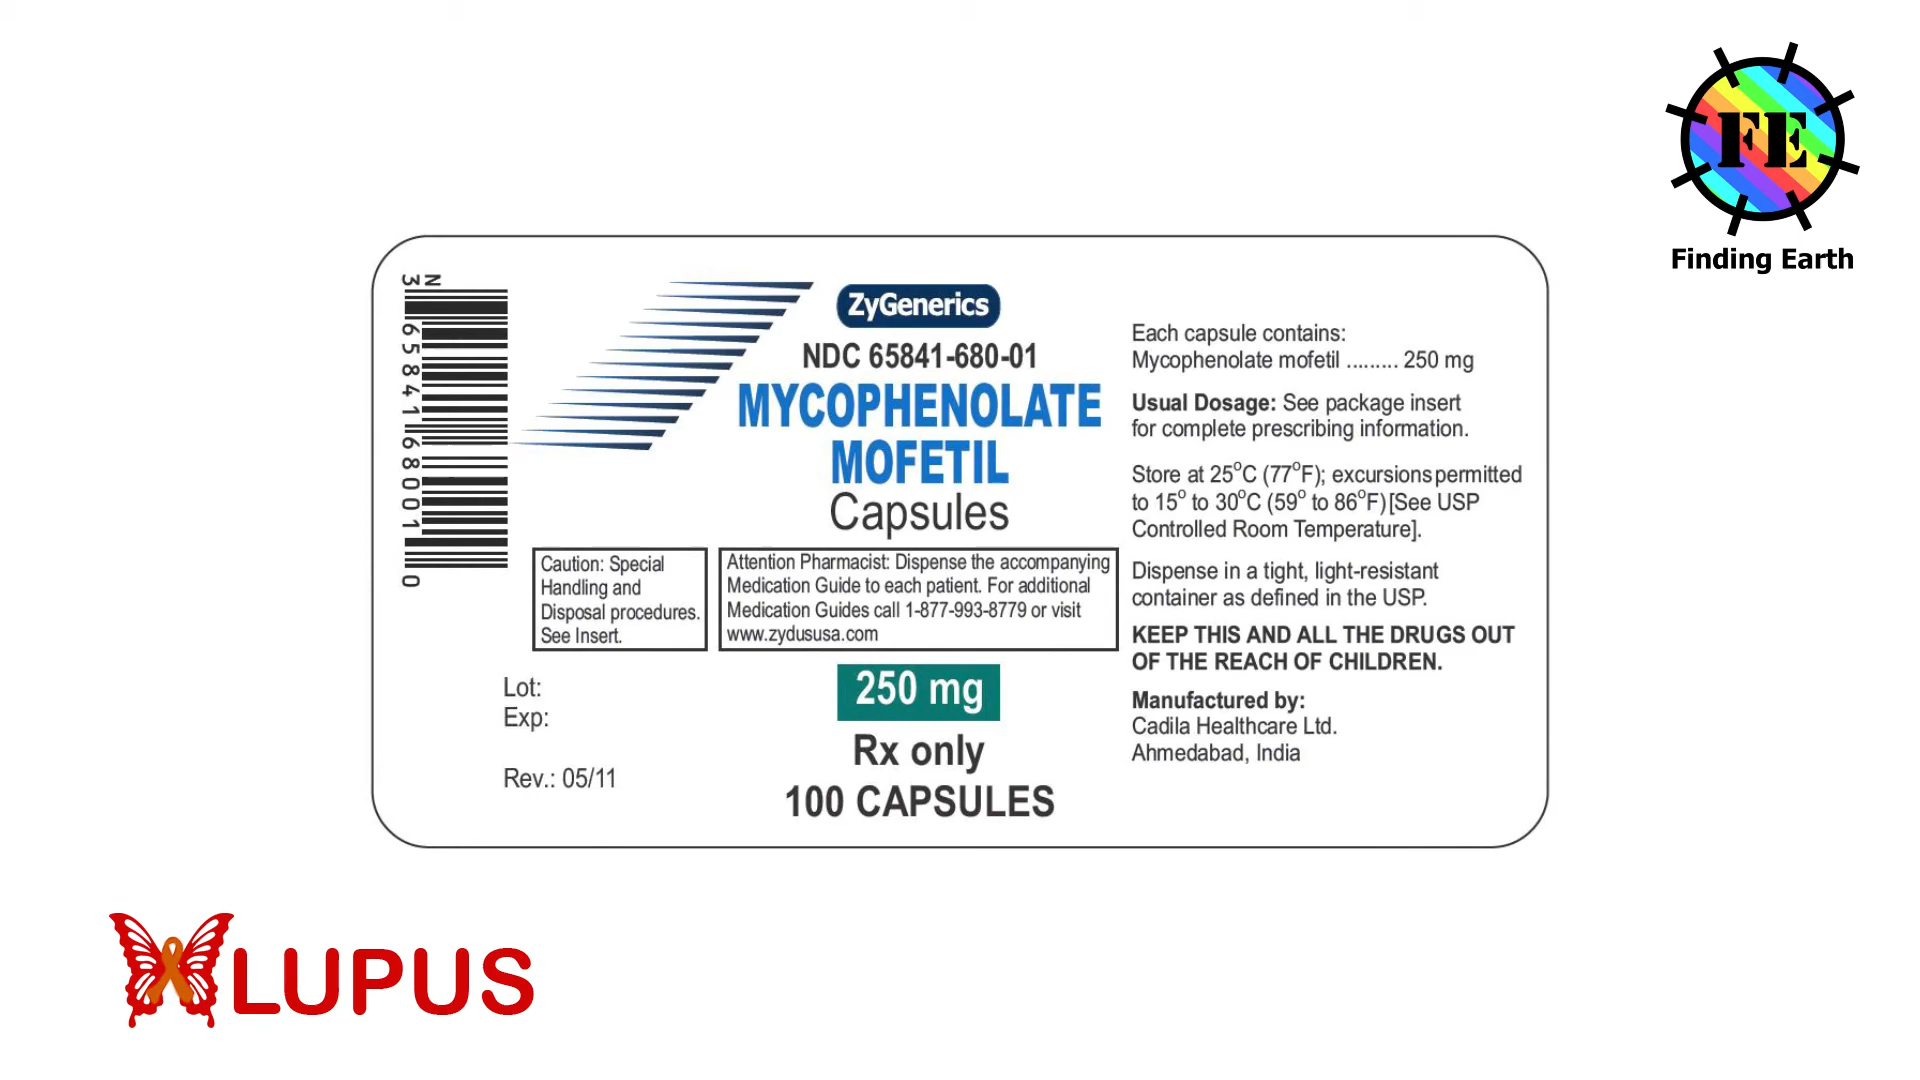 FE
Finding Earth
N
3 65841 68001 0
ZyGenerics
NDC 65841-680-01
MYCOPHENOLATE
MOFETIL
Capsules
Caution: Special
Handling and
Disposal procedures.
See Insert.
Attention Pharmacist: Dispense the accompanying
Medication Guide to each patient. For additional
Medication Guides call 1-877-993-8779 or visit
www.zydususa.com
Lot:
Exp:
Rev.: 05/11
250 mg
Rx only
100 CAPSULES
Each capsule contains:
Mycophenolate mofetil ......... 250 mg
Usual Dosage: See package insert
for complete prescribing information.
Store at 25°C (77°F); excursions permitted
to 15° to 30°C (59° to 86°F) [See USP
Controlled Room Temperature].
Dispense in a tight, light-resistant
container as defined in the USP.
KEEP THIS AND ALL THE DRUGS OUT
OF THE REACH OF CHILDREN.
Manufactured by:
Cadila Healthcare Ltd.
Ahmedabad, India
LUPUS